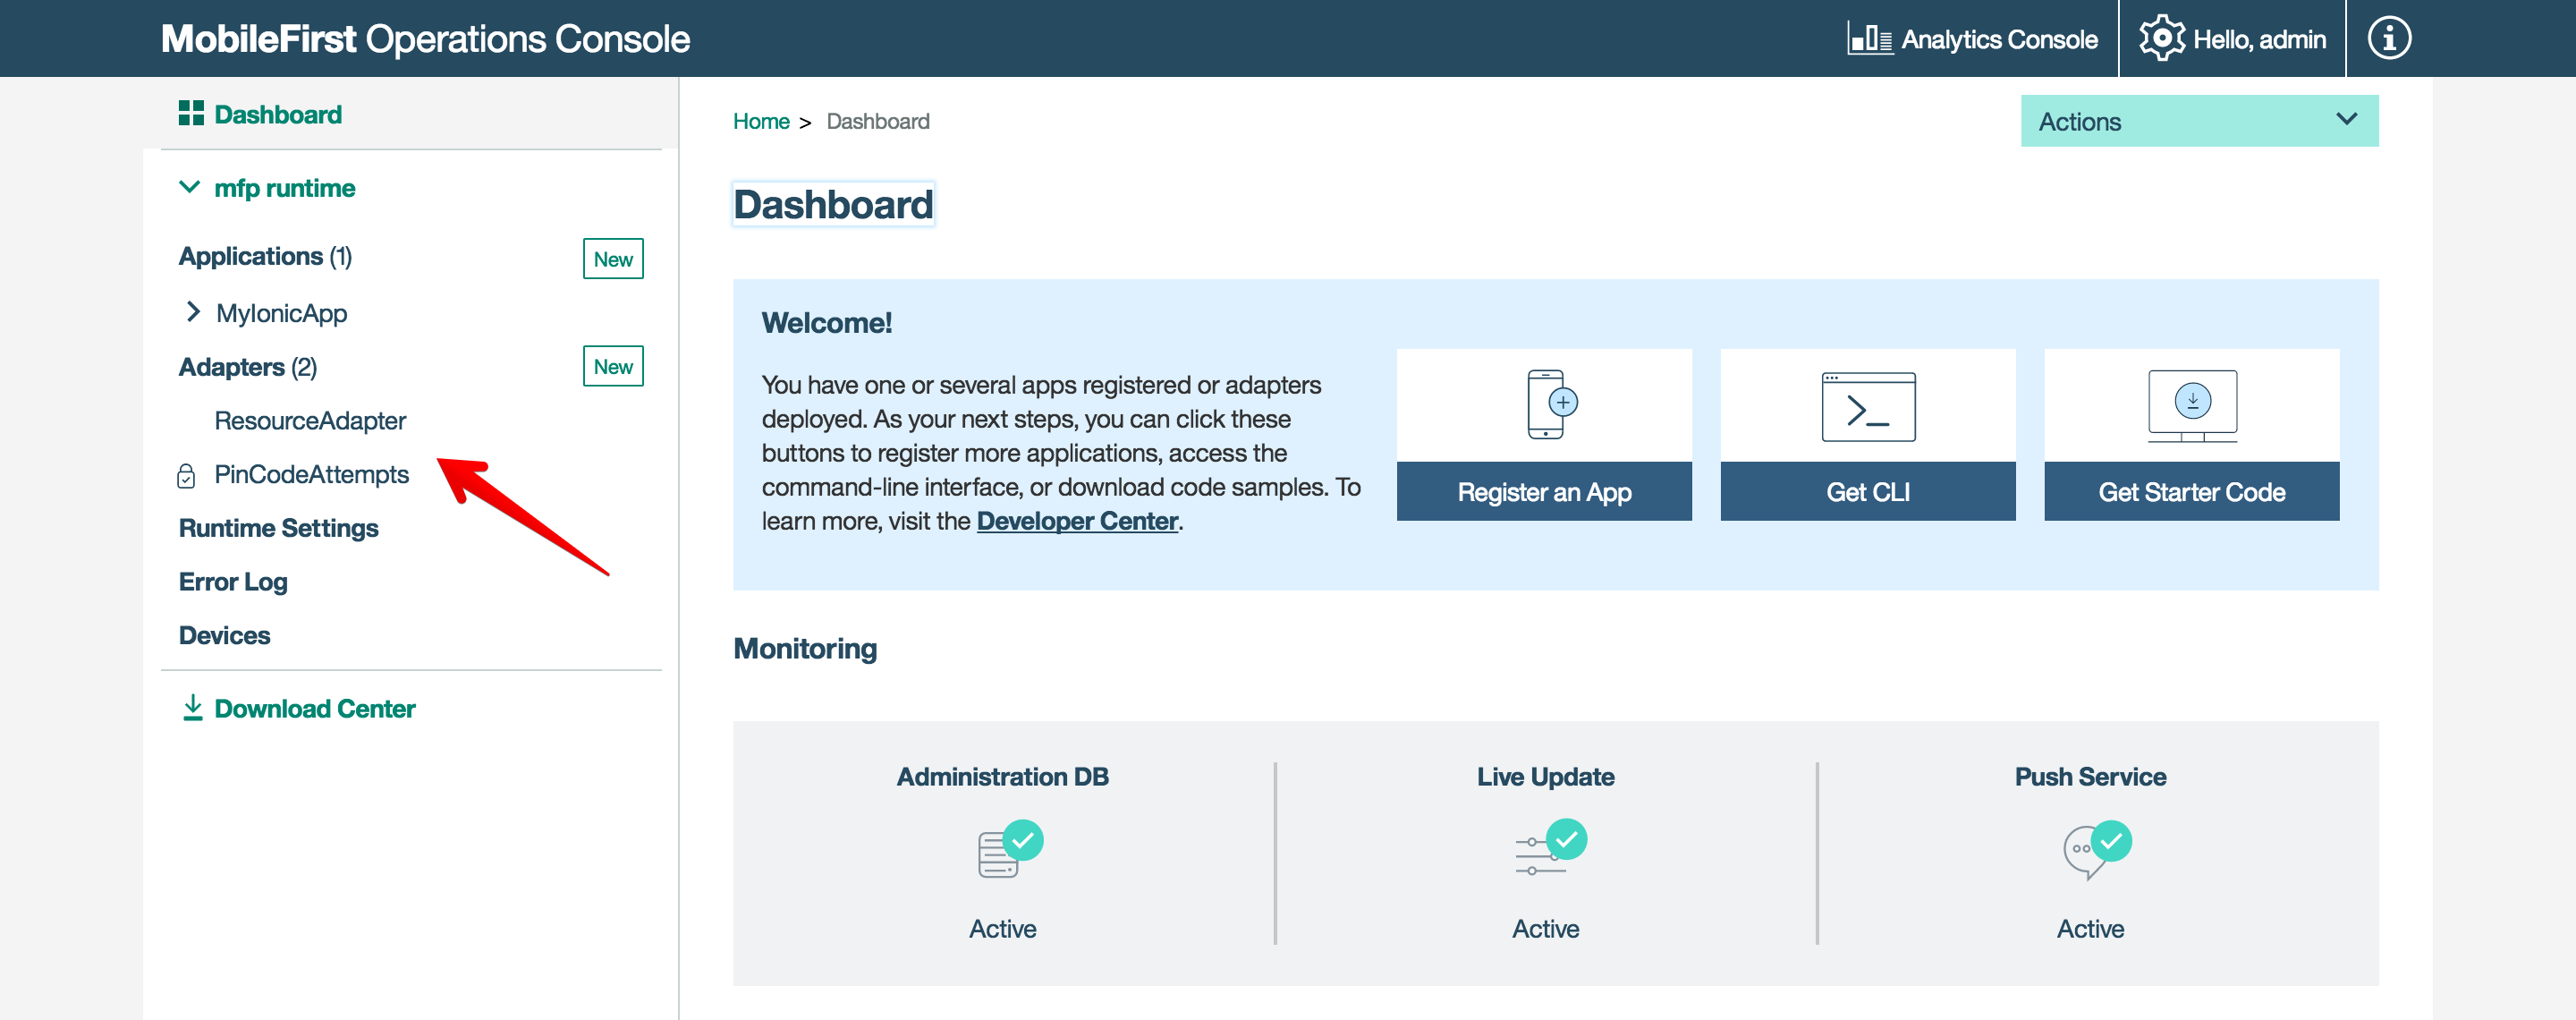 MobileFirst Operations Console
Analytics Console
Hello, admin
Dashboard
mfp runtime
Applications (1)
New
MyIonicApp
Adapters (2)
New
ResourceAdapter
PinCodeAttempts
Runtime Settings
Error Log
Devices
Download Center
Home > Dashboard
Actions
Dashboard
Welcome!
You have one or several apps registered or adapters
deployed. As your next steps, you can click these
buttons to register more applications, access the
command-line interface, or download code samples. To
learn more, visit the Developer Center.
Register an App
Get CLI
Get Starter Code
Monitoring
Administration DB
Active
Live Update
Active
Push Service
Active